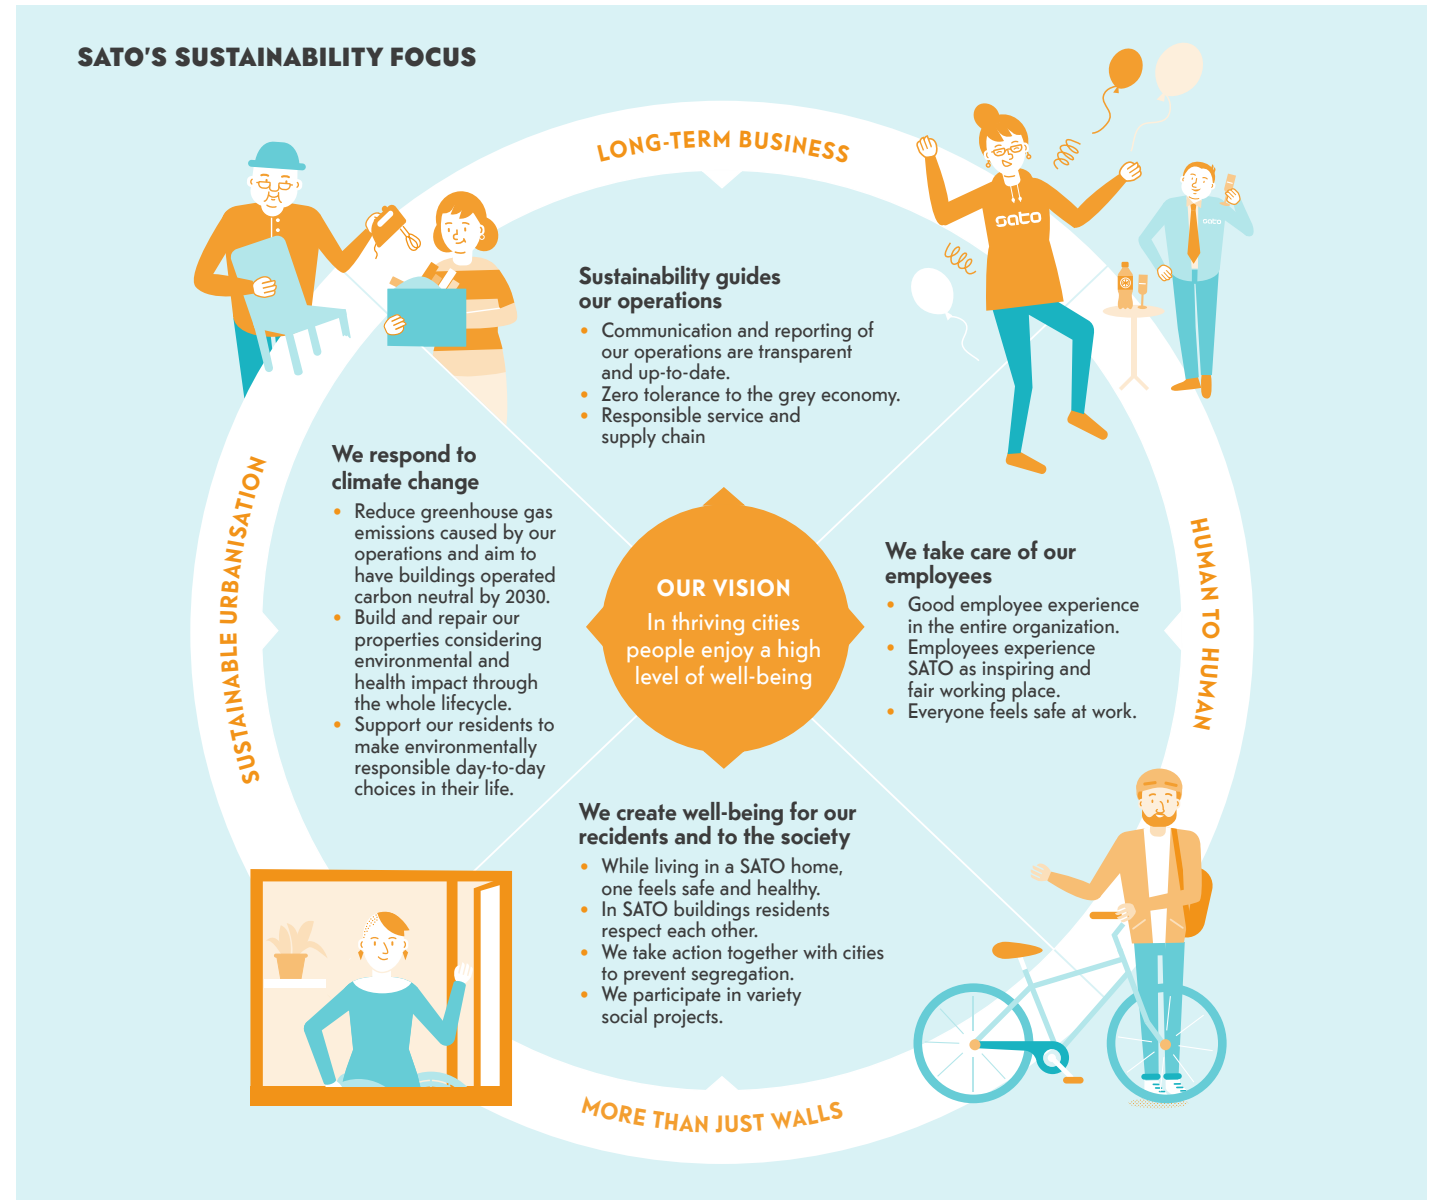 SATO'S SUSTAINABILITY FOCUS
LONG-TERM BUSINESS
sato
sato
Sustainability guides
our operations
• Communication and reporting of
our operations are transparent
and up-to-date.
• Zero tolerance to the grey economy.
• Responsible service and
supply chain
SUSTAINABLE URBANISATION
We respond to
climate change
• Reduce greenhouse gas
emissions caused by our
operations and aim to
have buildings operated
carbon neutral by 2030.
• Build and repair our
properties considering
environmental and
health impact through
the whole lifecycle.
• Support our residents to
make environmentally
responsible day-to-day
choices in their life.
OUR VISION
In thriving cities
people enjoy a high
level of well-being
We take care of our
employees
• Good employee experience
in the entire organization.
• Employees experience
SATO as inspiring and
fair working place.
• Everyone feels safe at work.
HUMAN TO HUMAN
We create well-being for our
recidents and to the society
• While living in a SATO home,
one feels safe and healthy.
• In SATO buildings residents
respect each other.
• We take action together with cities
to prevent segregation.
• We participate in variety
social projects.
MORE THAN JUST WALLS